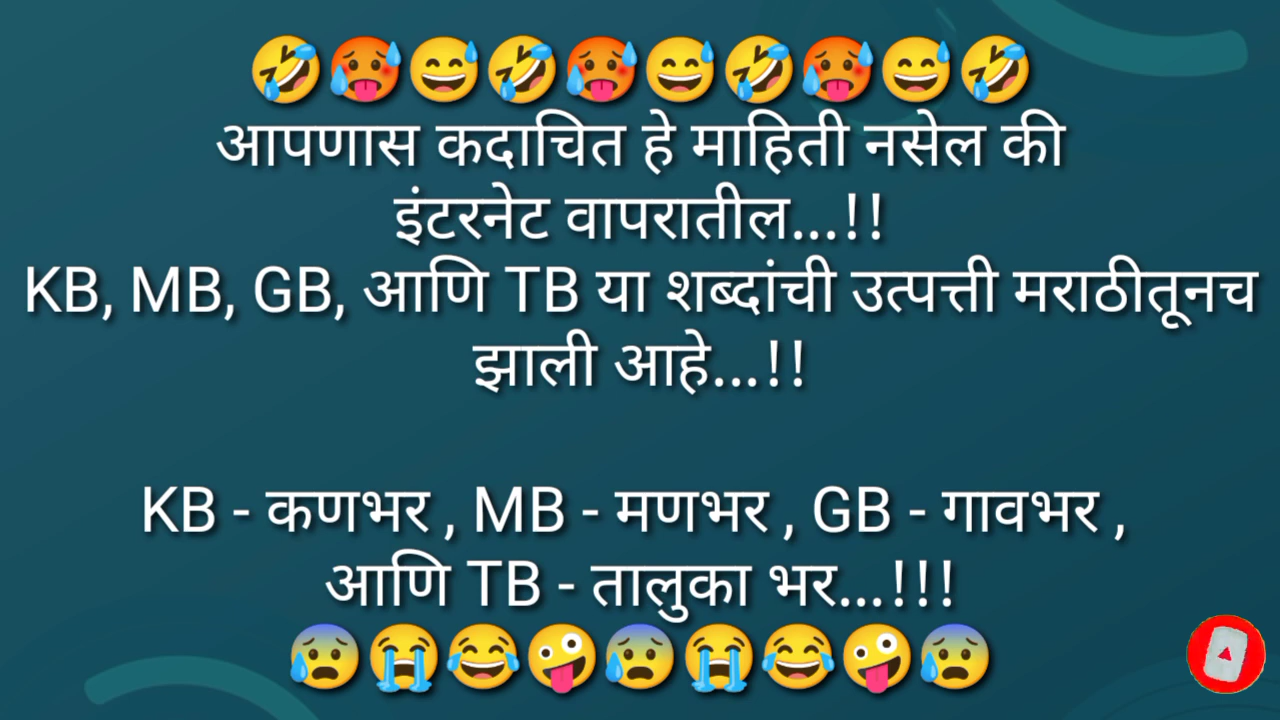 🤣🥵😅🤣🥵😅🤣🥵😅🤣
आपणास कदाचित हे माहिती नसेल की
इंटरनेट वापरातील...!!
KB, MB, GB, आणि TB या शब्दांची उत्पत्ती मराठीतूनच
झाली आहे...!!
KB - कणभर , MB - मणभर , GB - गावभर ,
आणि TB - तालुका भर...!!!
😰😭😂🤪😰😭😂🤪😰